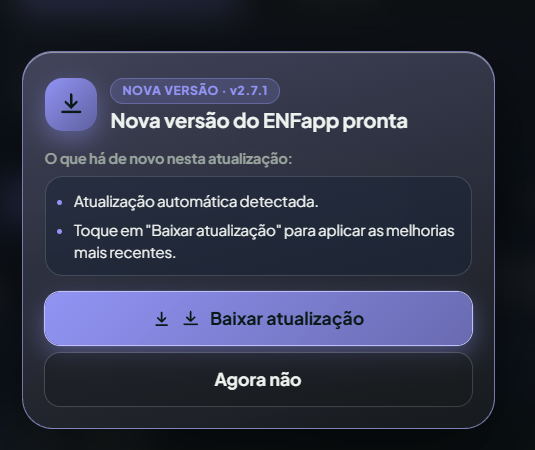 NOVA VERSÃO · v2.7.1
Nova versão do ENFapp pronta
O que há de novo nesta atualização:
• Atualização automática detectada.
• Toque em "Baixar atualização" para aplicar as melhorias
mais recentes.
Baixar atualização
Agora não